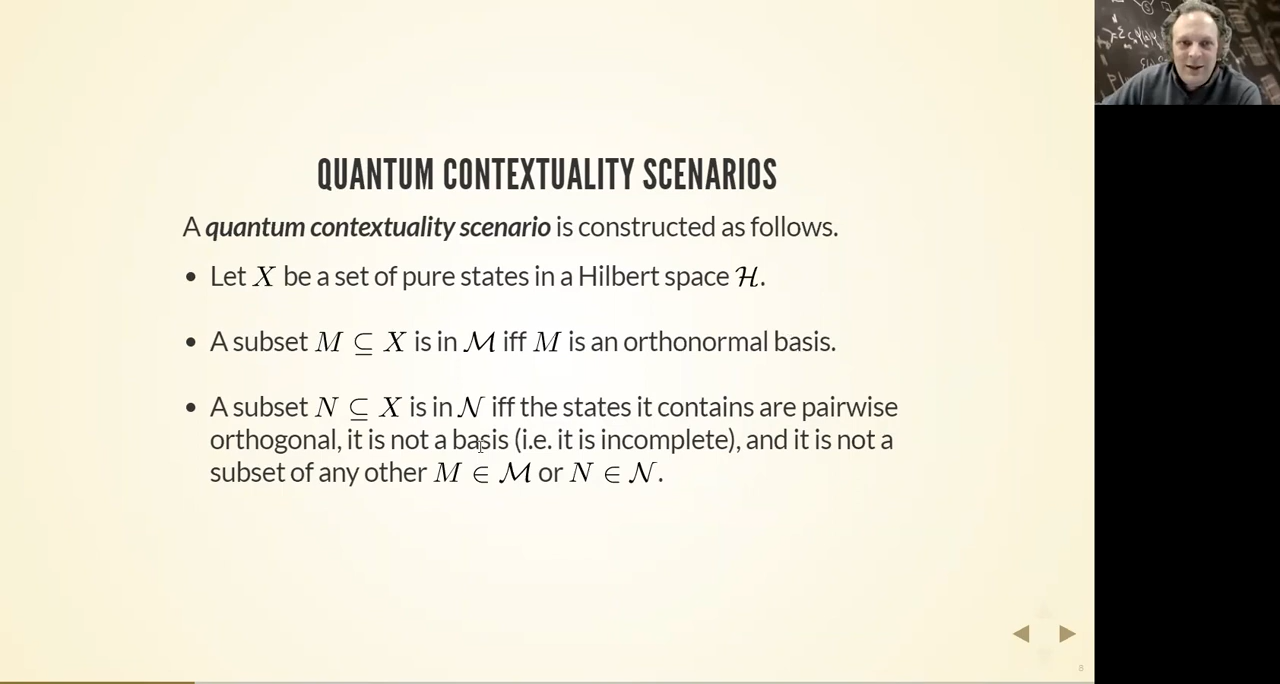 QUANTUM CONTEXTUALITY SCENARIOS
A quantum contextuality scenario is constructed as follows.
• Let X be a set of pure states in a Hilbert space ℋ.
• A subset M ⊆ X is in ℳ iff M is an orthonormal basis.
• A subset N ⊆ X is in 𝒩 iff the states it contains are pairwise
orthogonal, it is not a basis (i.e. it is incomplete), and it is not a
subset of any other M ∈ ℳ or N ∈ 𝒩.
8